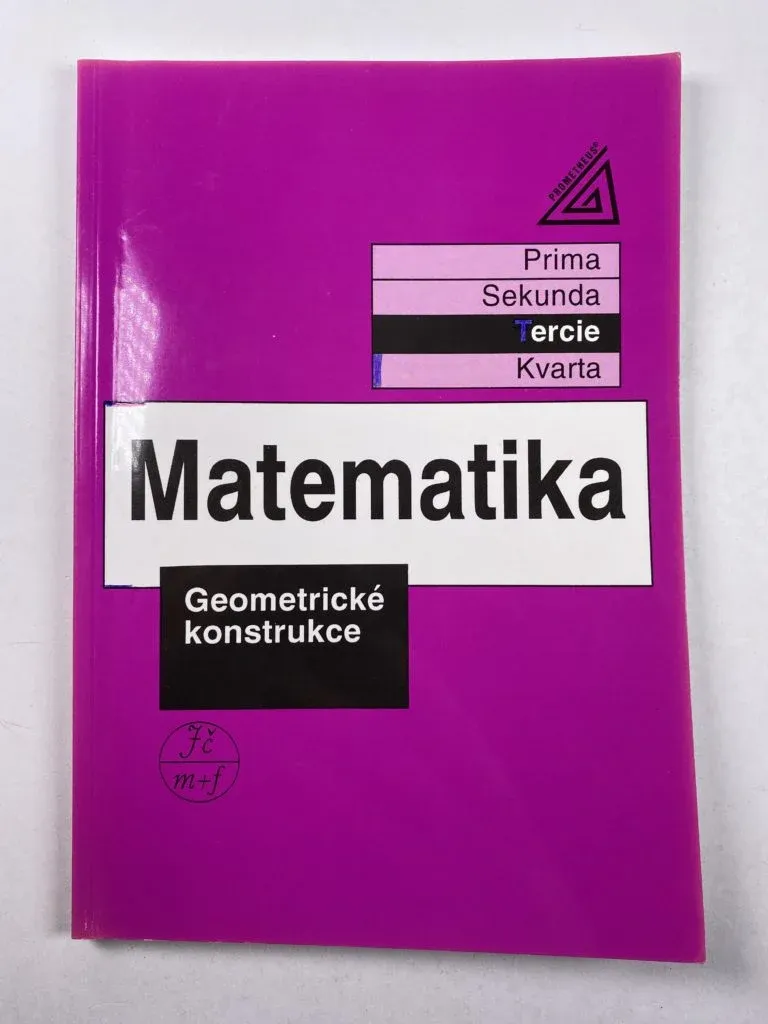 PROMETHEUS®
Prima
Sekunda
Tercie
Kvarta
Matematika
Geometrické
konstrukce
Jč
m+f